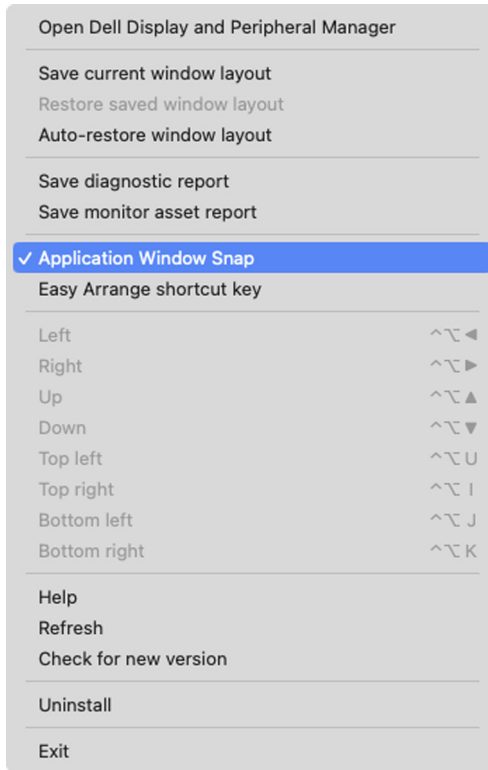 Open Dell Display and Peripheral Manager
Save current window layout
Restore saved window layout
Auto-restore window layout
Save diagnostic report
Save monitor asset report
✓ Application Window Snap
Easy Arrange shortcut key
Left ^⌥◀
Right ^⌥▶
Up ^⌥▲
Down ^⌥▼
Top left ^⌥U
Top right ^⌥I
Bottom left ^⌥J
Bottom right ^⌥K
Help
Refresh
Check for new version
Uninstall
Exit